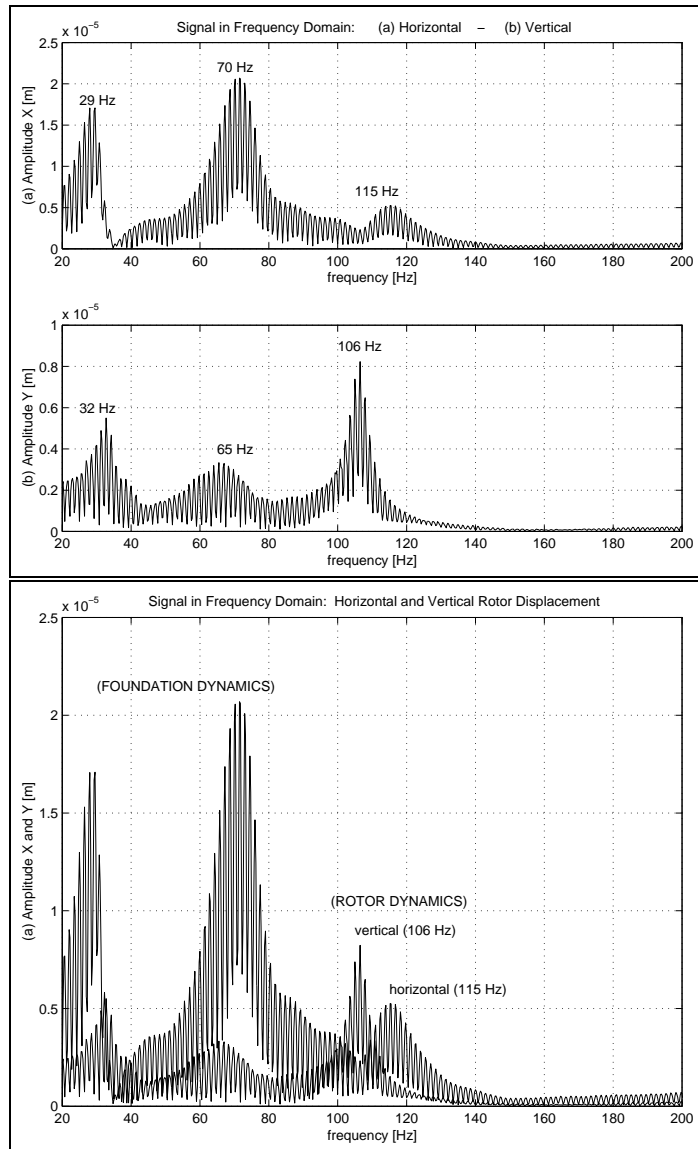 Signal in Frequency Domain: (a) Horizontal – (b) Vertical
x 10⁻⁵
2.5
2
1.5
1
0.5
0
(a) Amplitude X [m]
29 Hz
70 Hz
115 Hz
20 40 60 80 100 120 140 160 180 200
frequency [Hz]
x 10⁻⁵
1
0.8
0.6
0.4
0.2
0
(b) Amplitude Y [m]
32 Hz
65 Hz
106 Hz
20 40 60 80 100 120 140 160 180 200
frequency [Hz]
Signal in Frequency Domain: Horizontal and Vertical Rotor Displacement
x 10⁻⁵
2.5
2
1.5
1
0.5
0
(a) Amplitude X and Y [m]
(FOUNDATION DYNAMICS)
(ROTOR DYNAMICS)
vertical (106 Hz)
horizontal (115 Hz)
20 40 60 80 100 120 140 160 180 200
frequency [Hz]